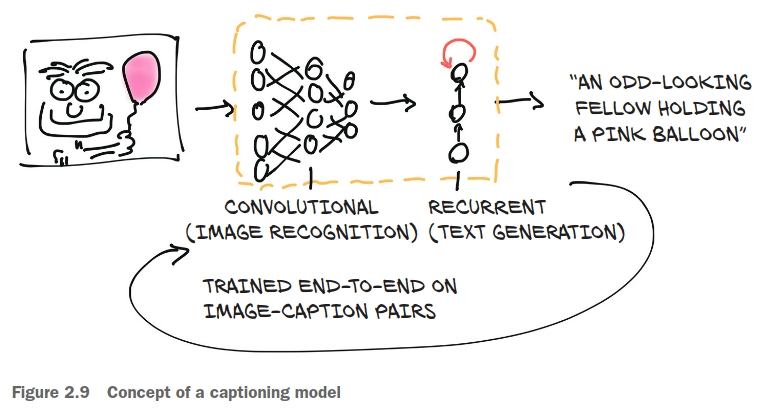 "AN ODD-LOOKING
FELLOW HOLDING
A PINK BALLOON"
CONVOLUTIONAL
(IMAGE RECOGNITION)
RECURRENT
(TEXT GENERATION)
TRAINED END-TO-END ON
IMAGE-CAPTION PAIRS
Figure 2.9 Concept of a captioning model